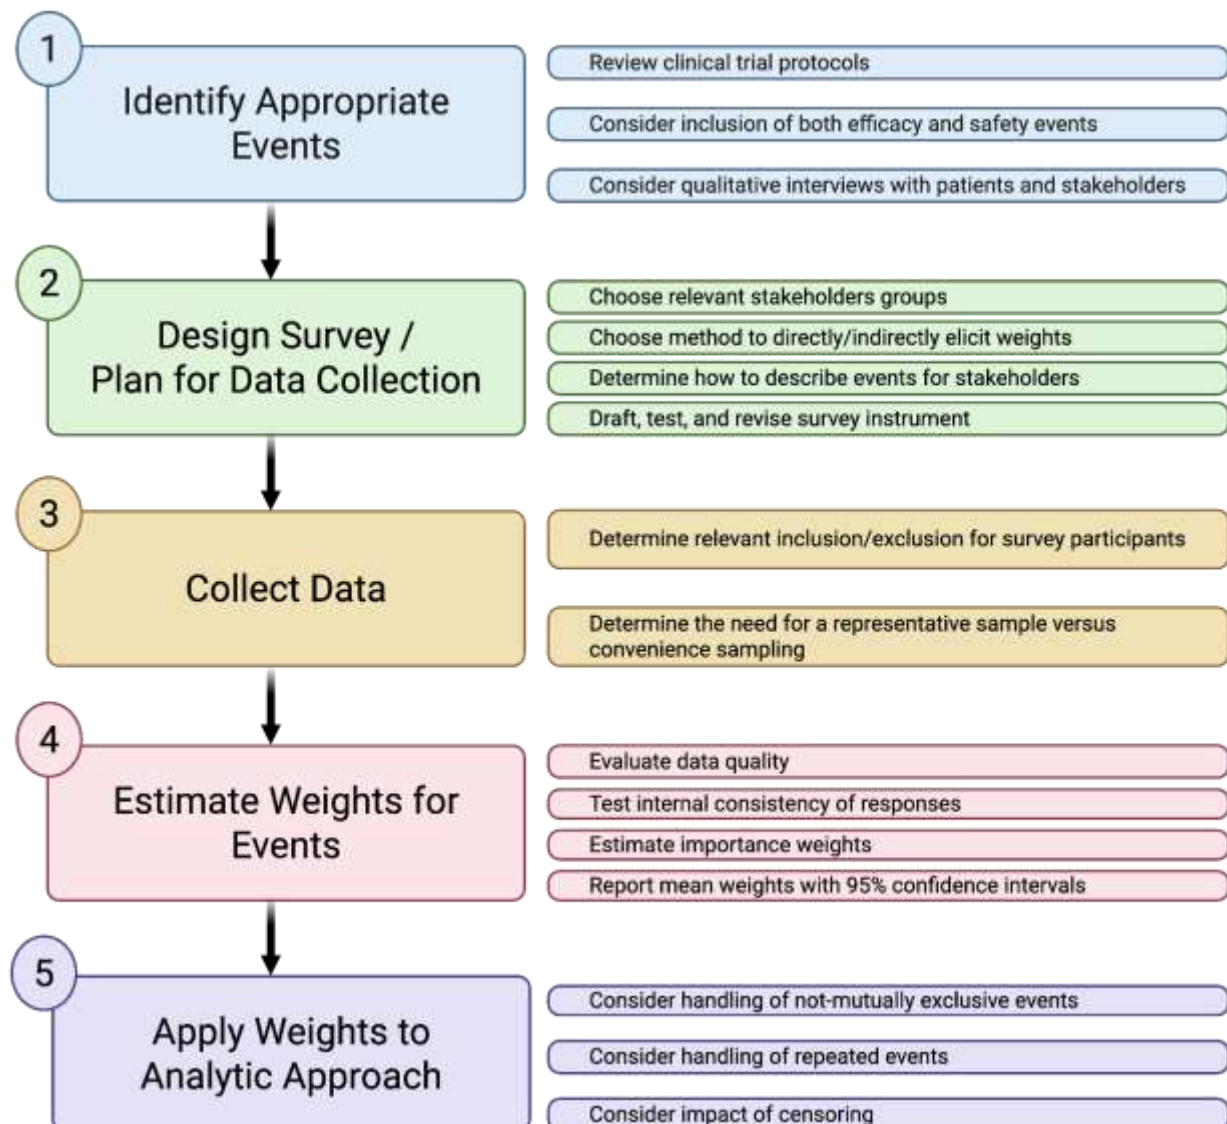 1
Identify Appropriate
Events
Review clinical trial protocols
Consider inclusion of both efficacy and safety events
Consider qualitative interviews with patients and stakeholders
2
Design Survey /
Plan for Data Collection
Choose relevant stakeholders groups
Choose method to directly/indirectly elicit weights
Determine how to describe events for stakeholders
Draft, test, and revise survey instrument
3
Collect Data
Determine relevant inclusion/exclusion for survey participants
Determine the need for a representative sample versus
convenience sampling
4
Estimate Weights for
Events
Evaluate data quality
Test internal consistency of responses
Estimate importance weights
Report mean weights with 95% confidence intervals
5
Apply Weights to
Analytic Approach
Consider handling of not-mutually exclusive events
Consider handling of repeated events
Consider impact of censoring